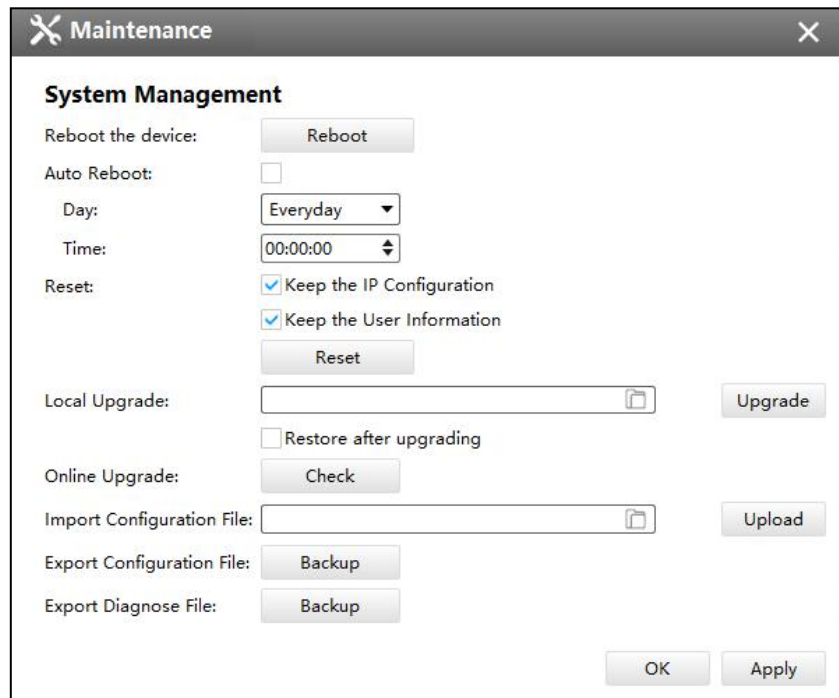 Maintenance
System Management
Reboot the device: Reboot
Auto Reboot:
Day: Everyday
Time: 00:00:00
Reset: Keep the IP Configuration
Keep the User Information
Reset
Local Upgrade: Upgrade
Restore after upgrading
Online Upgrade: Check
Import Configuration File: Upload
Export Configuration File: Backup
Export Diagnose File: Backup
OK Apply